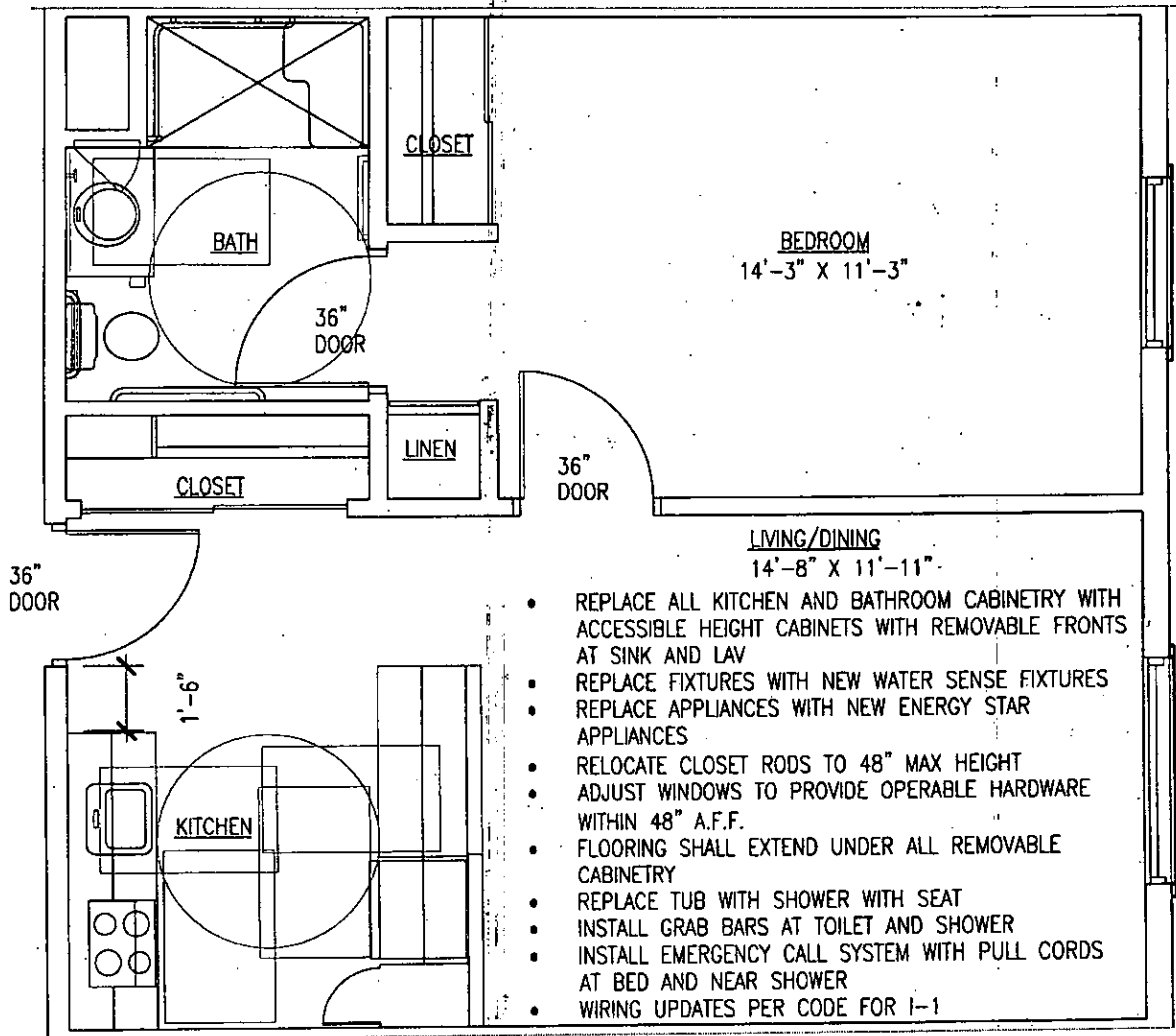 CLOSET
BATH
BEDROOM
14'-3" X 11'-3"
36"
DOOR
LINEN
36"
DOOR
CLOSET
36"
DOOR
LIVING/DINING
14'-8" X 11'-11"
1'-6"
KITCHEN
• REPLACE ALL KITCHEN AND BATHROOM CABINETRY WITH
ACCESSIBLE HEIGHT CABINETS WITH REMOVABLE FRONTS
AT SINK AND LAV
• REPLACE FIXTURES WITH NEW WATER SENSE FIXTURES
• REPLACE APPLIANCES WITH NEW ENERGY STAR
APPLIANCES
• RELOCATE CLOSET RODS TO 48" MAX HEIGHT
• ADJUST WINDOWS TO PROVIDE OPERABLE HARDWARE
WITHIN 48" A.F.F.
• FLOORING SHALL EXTEND UNDER ALL REMOVABLE
CABINETRY
• REPLACE TUB WITH SHOWER WITH SEAT
• INSTALL GRAB BARS AT TOILET AND SHOWER
• INSTALL EMERGENCY CALL SYSTEM WITH PULL CORDS
AT BED AND NEAR SHOWER
• WIRING UPDATES PER CODE FOR I-1